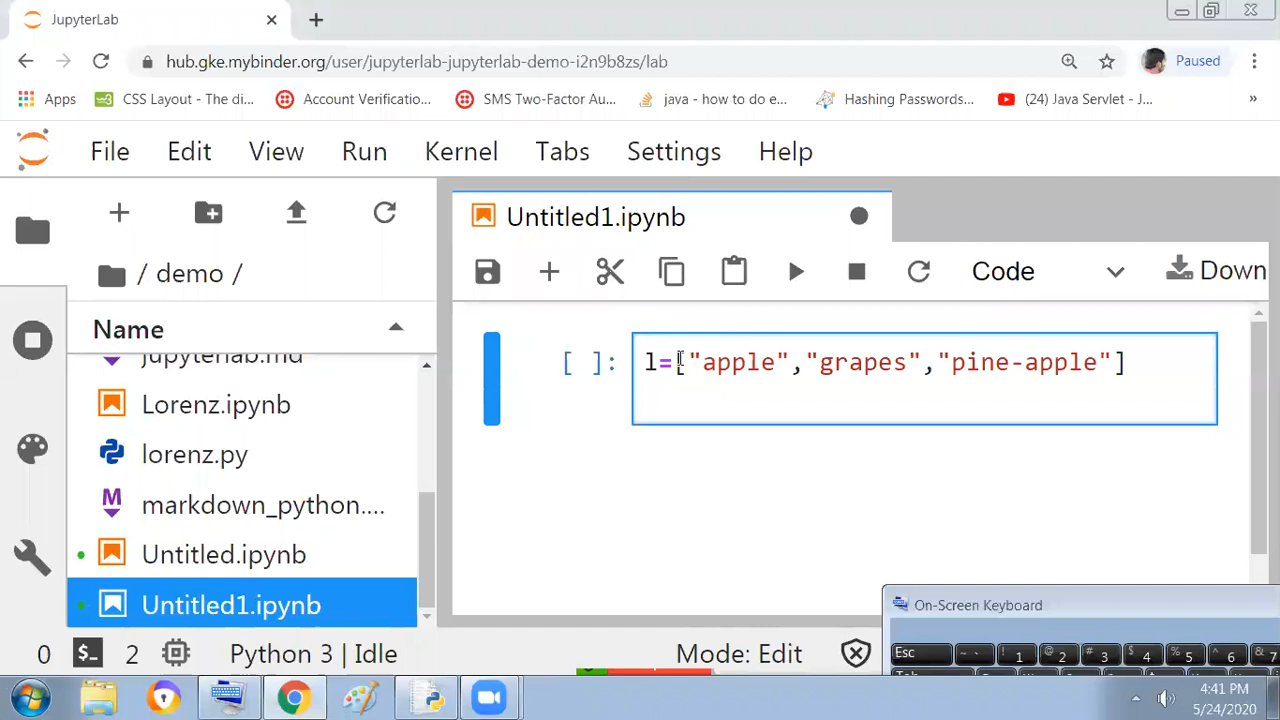 JupyterLab
hub.gke.mybinder.org/user/jupyterlab-jupyterlab-demo-i2n9b8zs/lab
Paused
Apps
CSS Layout - The di...
Account Verificatio...
SMS Two-Factor Au...
java - how to do e...
Hashing Passwords...
(24) Java Servlet - J...
»
File Edit View Run Kernel Tabs Settings Help
Untitled1.ipynb
Code
Down
/ demo /
Name
jupyterlab.md
Lorenz.ipynb
lorenz.py
markdown_python....
Untitled.ipynb
Untitled1.ipynb
[ ]:
l=["apple","grapes","pine-apple"]
On-Screen Keyboard
Esc ~ ` ! 1 @ 2 # 3 $ 4 % 5 ^ 6 & 7
0 $_ 2 Python 3 | Idle Mode: Edit
4:41 PM
5/24/2020